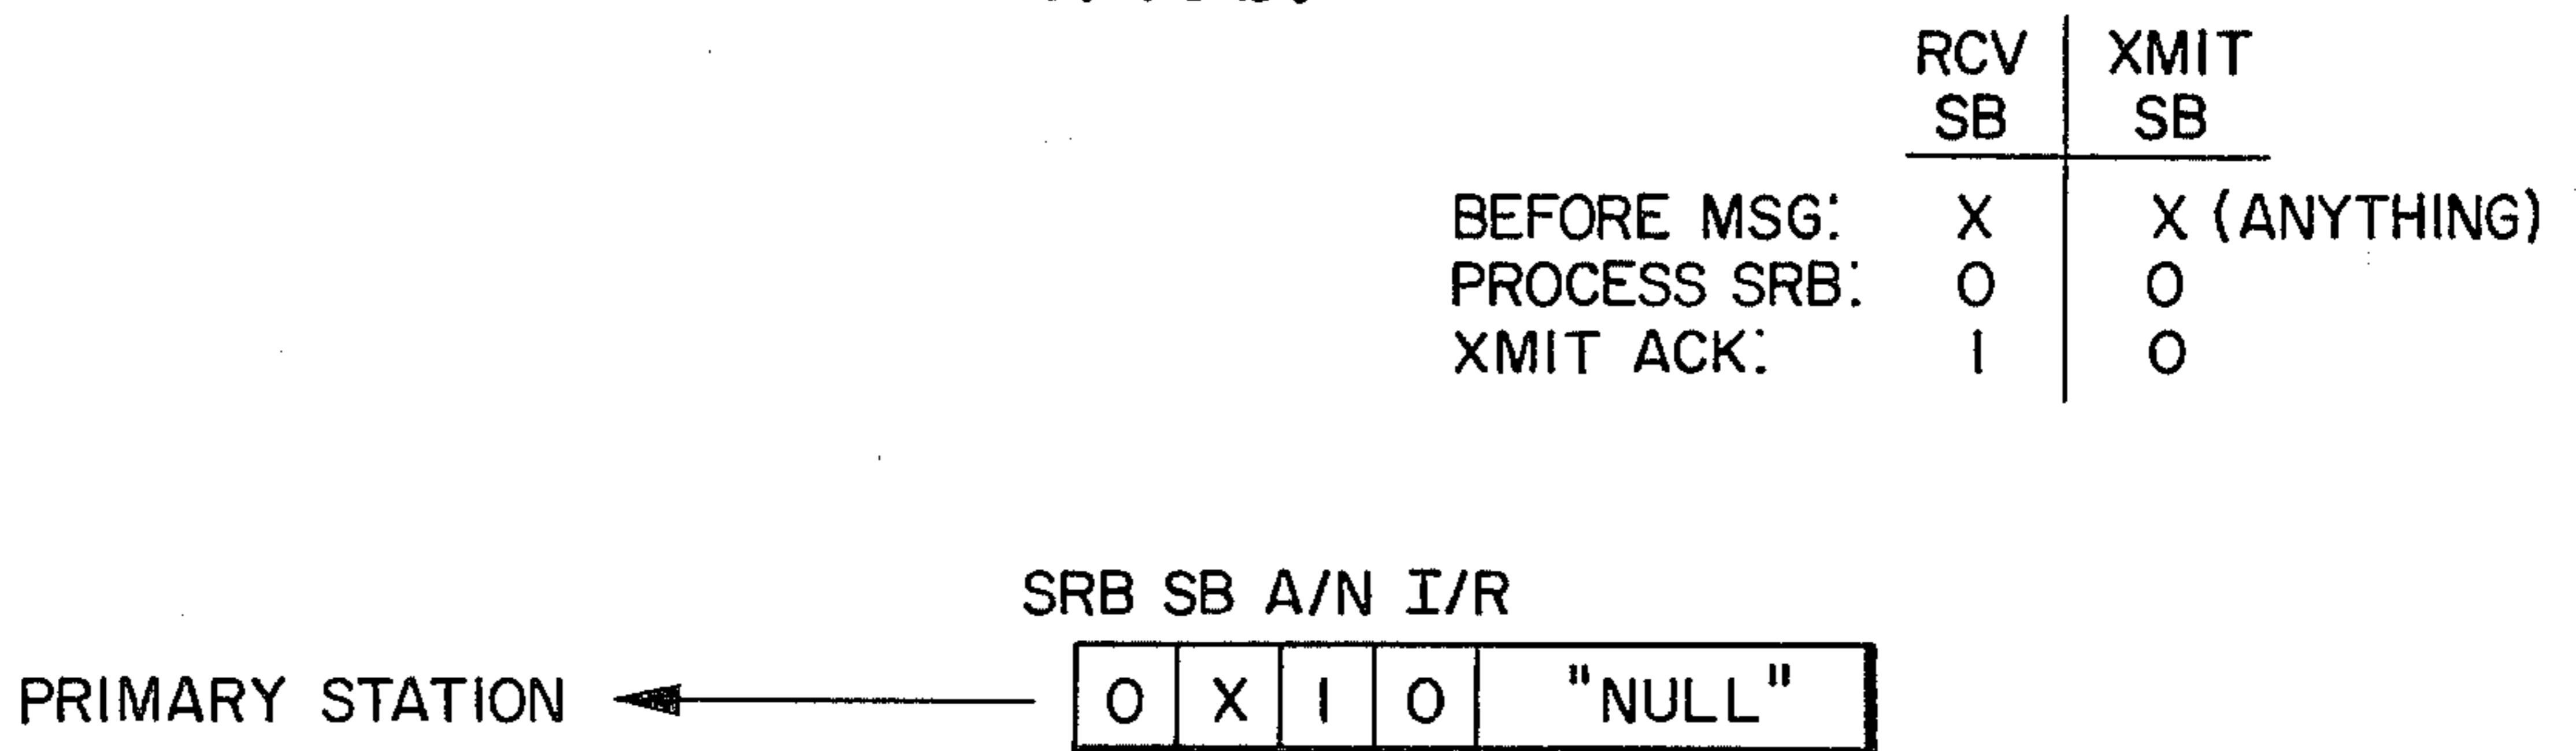 RCV XMIT
SB SB
BEFORE MSG: X X (ANYTHING)
PROCESS SRB: 0 0
XMIT ACK: 1 0
SRB SB A/N I/R
PRIMARY STATION 0 X 1 0 "NULL"